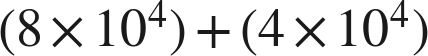 (8 × 10⁴) + (4 × 10⁴)